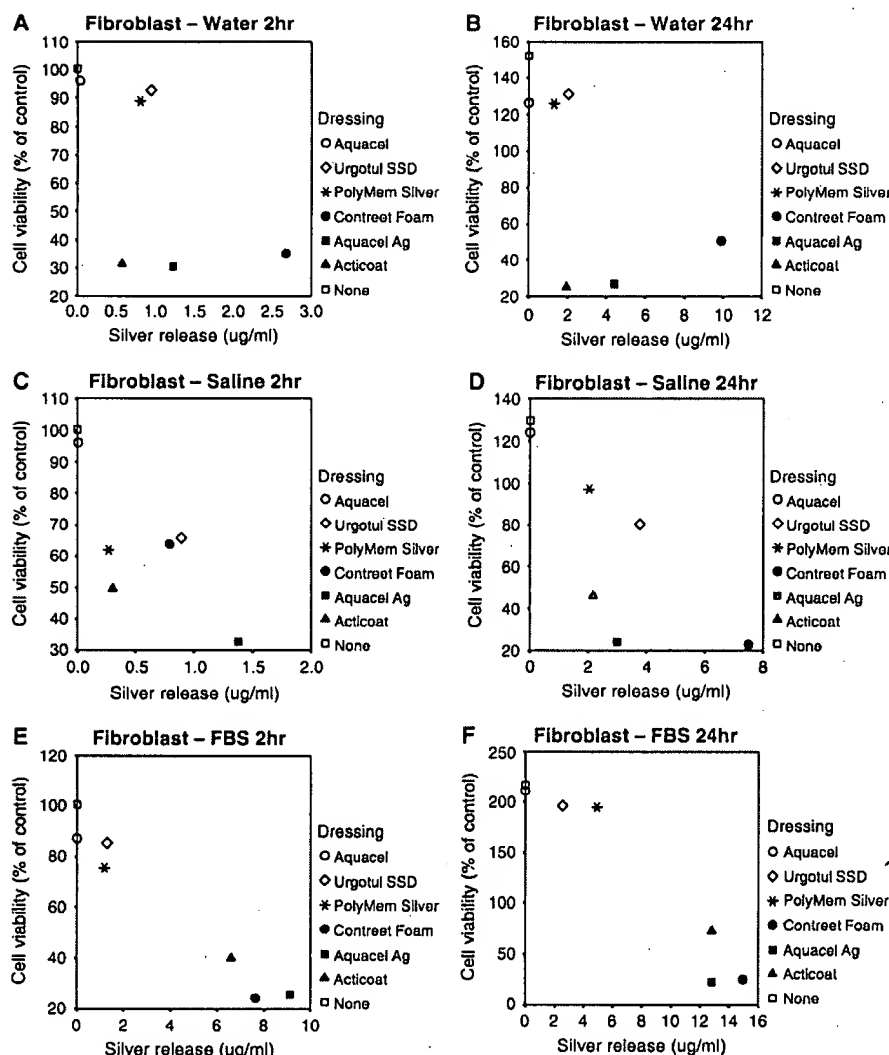 A Fibroblast – Water 2hr
Cell viability (% of control)
110
100
90
80
70
60
50
40
30
20
0.0 0.5 1.0 1.5 2.0 2.5 3.0
Silver release (ug/ml)
Dressing
Aquacel
Urgotul SSD
PolyMem Silver
Contreet Foam
Aquacel Ag
Acticoat
None
B Fibroblast – Water 24hr
Cell viability (% of control)
160
140
120
100
80
60
40
20
0 2 4 6 8 10 12
Silver release (ug/ml)
Dressing
Aquacel
Urgotul SSD
PolyMem Silver
Contreet Foam
Aquacel Ag
Acticoat
None
C Fibroblast – Saline 2hr
Cell viability (% of control)
110
100
90
80
70
60
50
40
30
0.0 0.5 1.0 1.5 2.0
Silver release (ug/ml)
Dressing
Aquacel
Urgotul SSD
PolyMem Silver
Contreet Foam
Aquacel Ag
Acticoat
None
D Fibroblast – Saline 24hr
Cell viability (% of control)
140
120
100
80
60
40
20
0 2 4 6 8
Silver release (ug/ml)
Dressing
Aquacel
Urgotul SSD
PolyMem Silver
Contreet Foam
Aquacel Ag
Acticoat
None
E Fibroblast – FBS 2hr
Cell viability (% of control)
120
100
80
60
40
20
0 2 4 6 8 10
Silver release (ug/ml)
Dressing
Aquacel
Urgotul SSD
PolyMem Silver
Contreet Foam
Aquacel Ag
Acticoat
None
F Fibroblast – FBS 24hr
Cell viability (% of control)
250
200
150
100
50
0
0 2 4 6 8 10 12 14 16
Silver release (ug/ml)
Dressing
Aquacel
Urgotul SSD
PolyMem Silver
Contreet Foam
Aquacel Ag
Acticoat
None